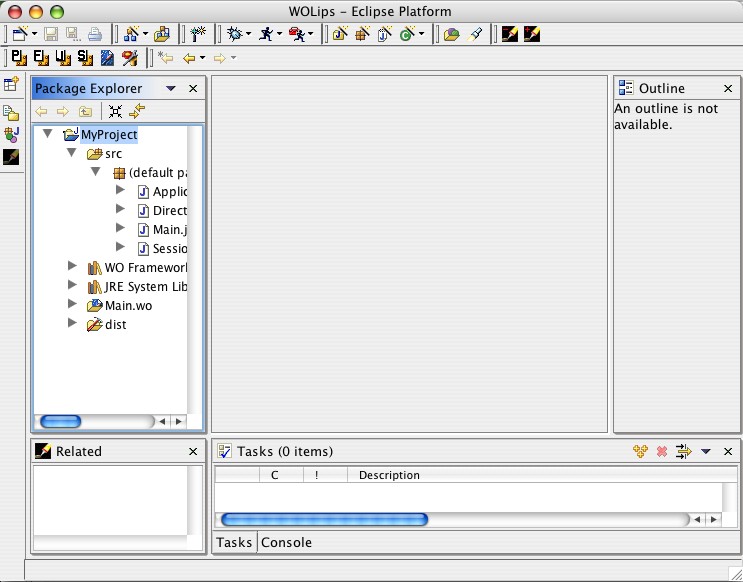 WOLips – Eclipse Platform
Package Explorer
MyProject
src
(default pa
Applic
Direct
Main.j
Sessio
WO Framework
JRE System Lib
Main.wo
dist
Outline
An outline is not
available.
Related
Tasks (0 items)
C ! Description
Tasks Console